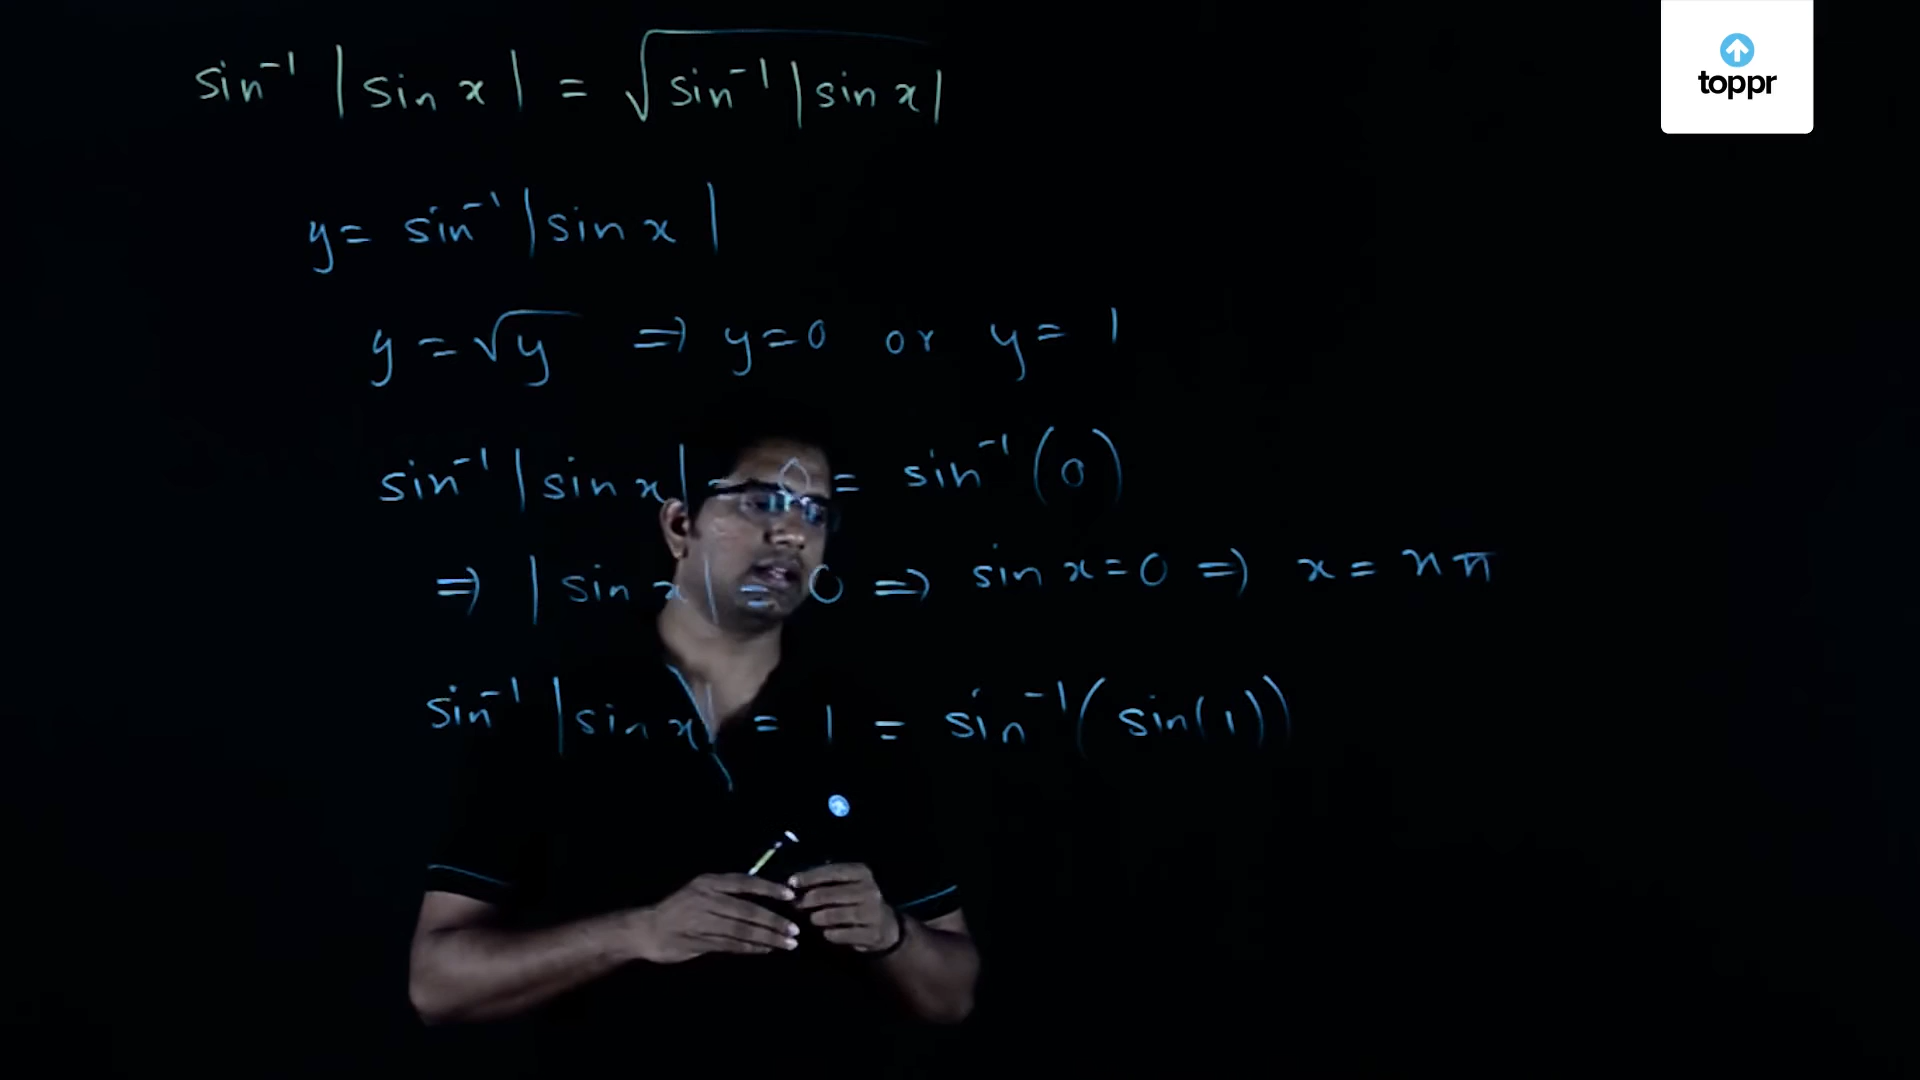 sin⁻¹ |sin x| = √sin⁻¹ |sin x|
toppr
y = sin⁻¹ |sin x|
y = √y ⇒ y = 0 or y = 1
sin⁻¹ |sin x| = 0 = sin⁻¹ (0)
⇒ |sin x| = 0 ⇒ sin x = 0 ⇒ x = nπ
sin⁻¹ |sin x| = 1 = sin⁻¹ (sin(1))